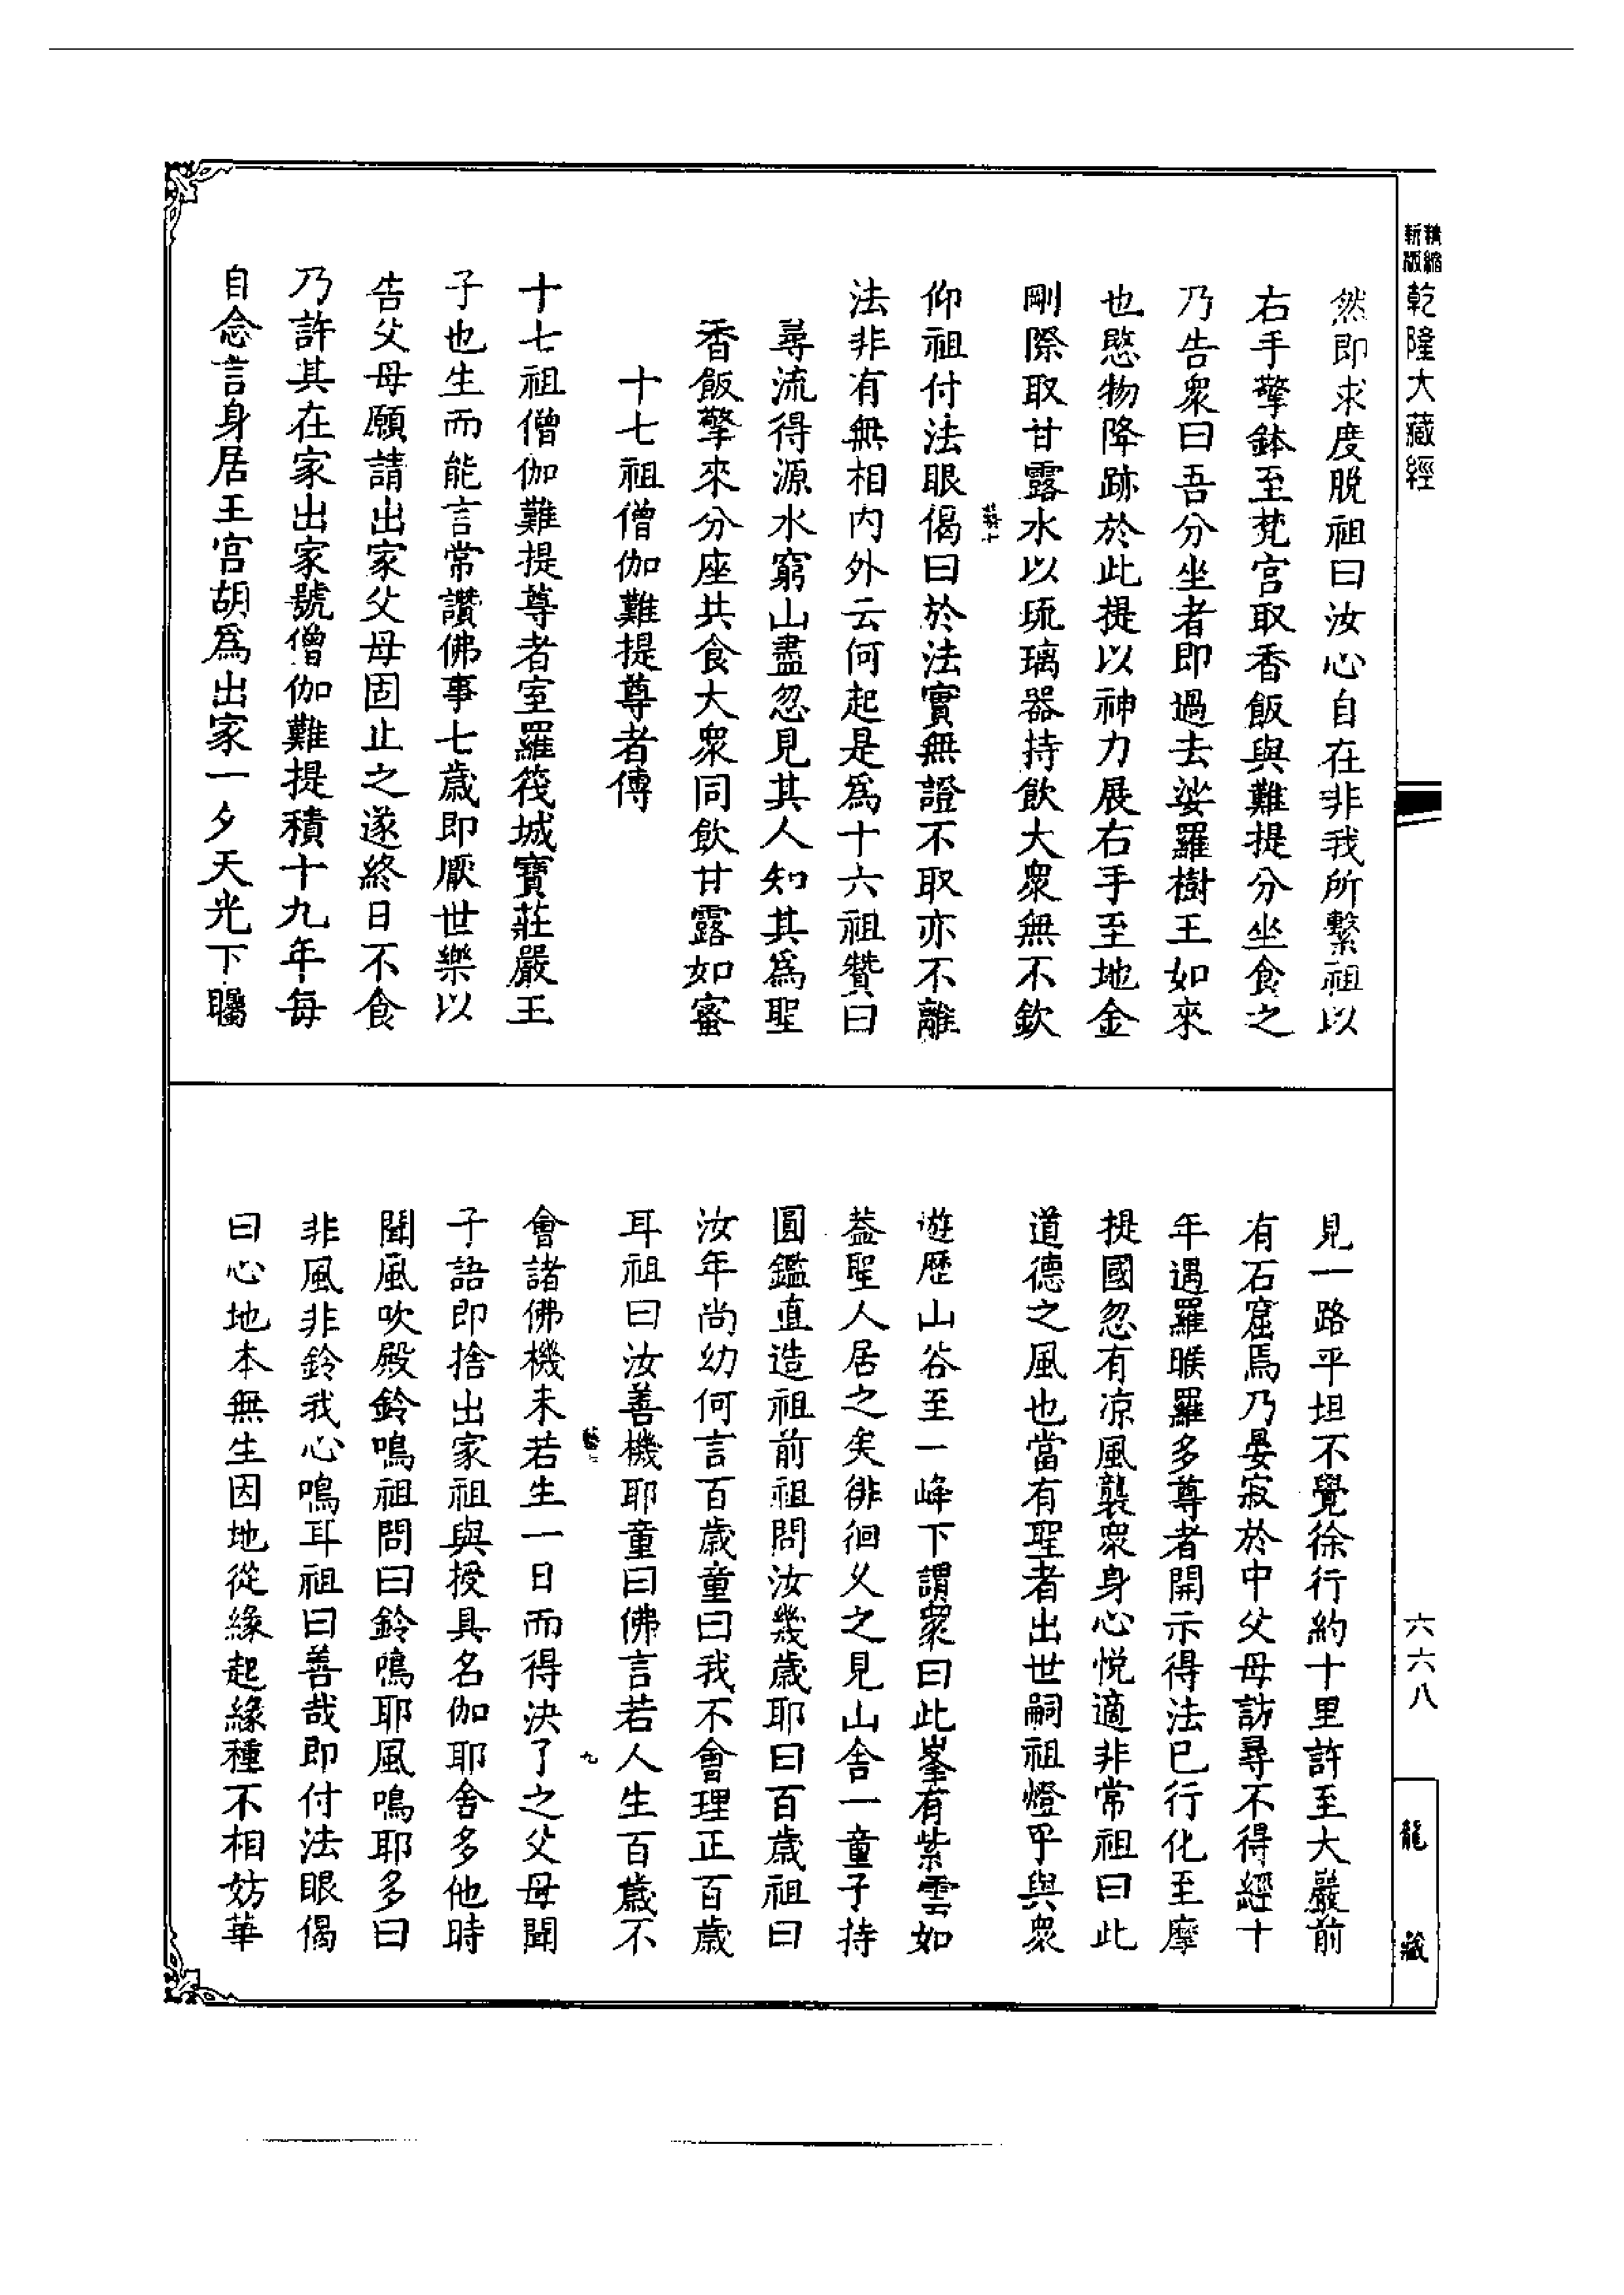 精縮
新版
乾隆大藏經
然即求度脫祖曰汝心自在非我所繫祖以
右手擎鉢至梵宮取香飯與難提分坐食之
乃告衆曰吾分坐者即過去娑羅樹王如來
也愍物降跡於此提以神力展右手至地金
剛際取甘露水以琉璃器持飲大衆無不欽
仰祖付法眼偈曰於法實無證不取亦不離
法非有無相內外云何起是爲十六祖贊曰
尋流得源水窮山盡忽見其人知其爲聖
香飯擎來分座共食大衆同飲甘露如蜜
十七祖僧伽難提尊者傳
十七祖僧伽難提尊者室羅筏城寶莊嚴王
子也生而能言常讚佛事七歲即厭世樂以
告父母願請出家父母固止之遂終日不食
乃許其在家出家號僧伽難提積十九年每
自念言身居王宮胡爲出家一夕天光下矚
見一路平坦不覺徐行約十里許至大巖前
有石窟焉乃晏寂於中父母訪尋不得經十
年遇羅睺羅多尊者開示得法已行化至摩
提國忽有凉風襲衆身心悅適非常祖曰此
道德之風也當有聖者出世嗣祖燈乎與衆
遊歷山谷至一峰下謂衆曰此峯有紫雲如
葢聖人居之矣徘徊久之見山舍一童子持
圓鑑直造祖前祖問汝幾歲耶曰百歲祖曰
汝年尚幼何言百歲童曰我不會理正百歲
耳祖曰汝善機耶童曰佛言若人生百歲不
九
會諸佛機未若生一日而得決了之父母聞
子語即捨出家祖與授具名伽耶舍多他時
聞風吹殿鈴鳴祖問曰鈴鳴耶風鳴耶多曰
非風非鈴我心鳴耳祖曰善哉即付法眼偈
曰心地本無生因地從緣起緣種不相妨華
六六八
龍藏